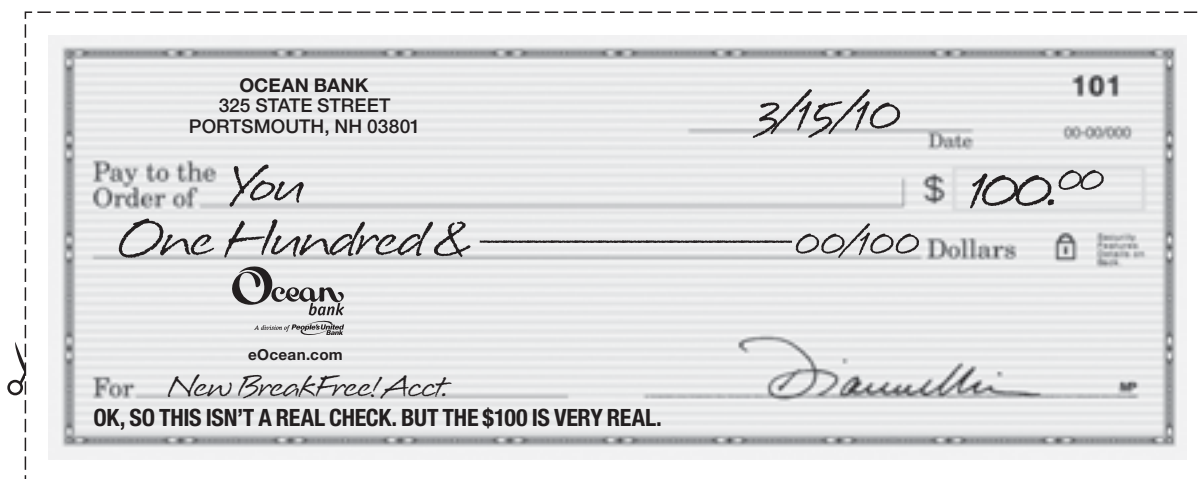 OCEAN BANK
325 STATE STREET
PORTSMOUTH, NH 03801
101
3/15/10
Date
00-00/000
Pay to the
Order of You
$ 100.00
One Hundred & 00/100 Dollars
Security
Features
Details on
Back.
Ocean
bank
A division of People's United
Bank
eOcean.com
For New BreakFree! Acct.
MP
OK, SO THIS ISN'T A REAL CHECK. BUT THE $100 IS VERY REAL.